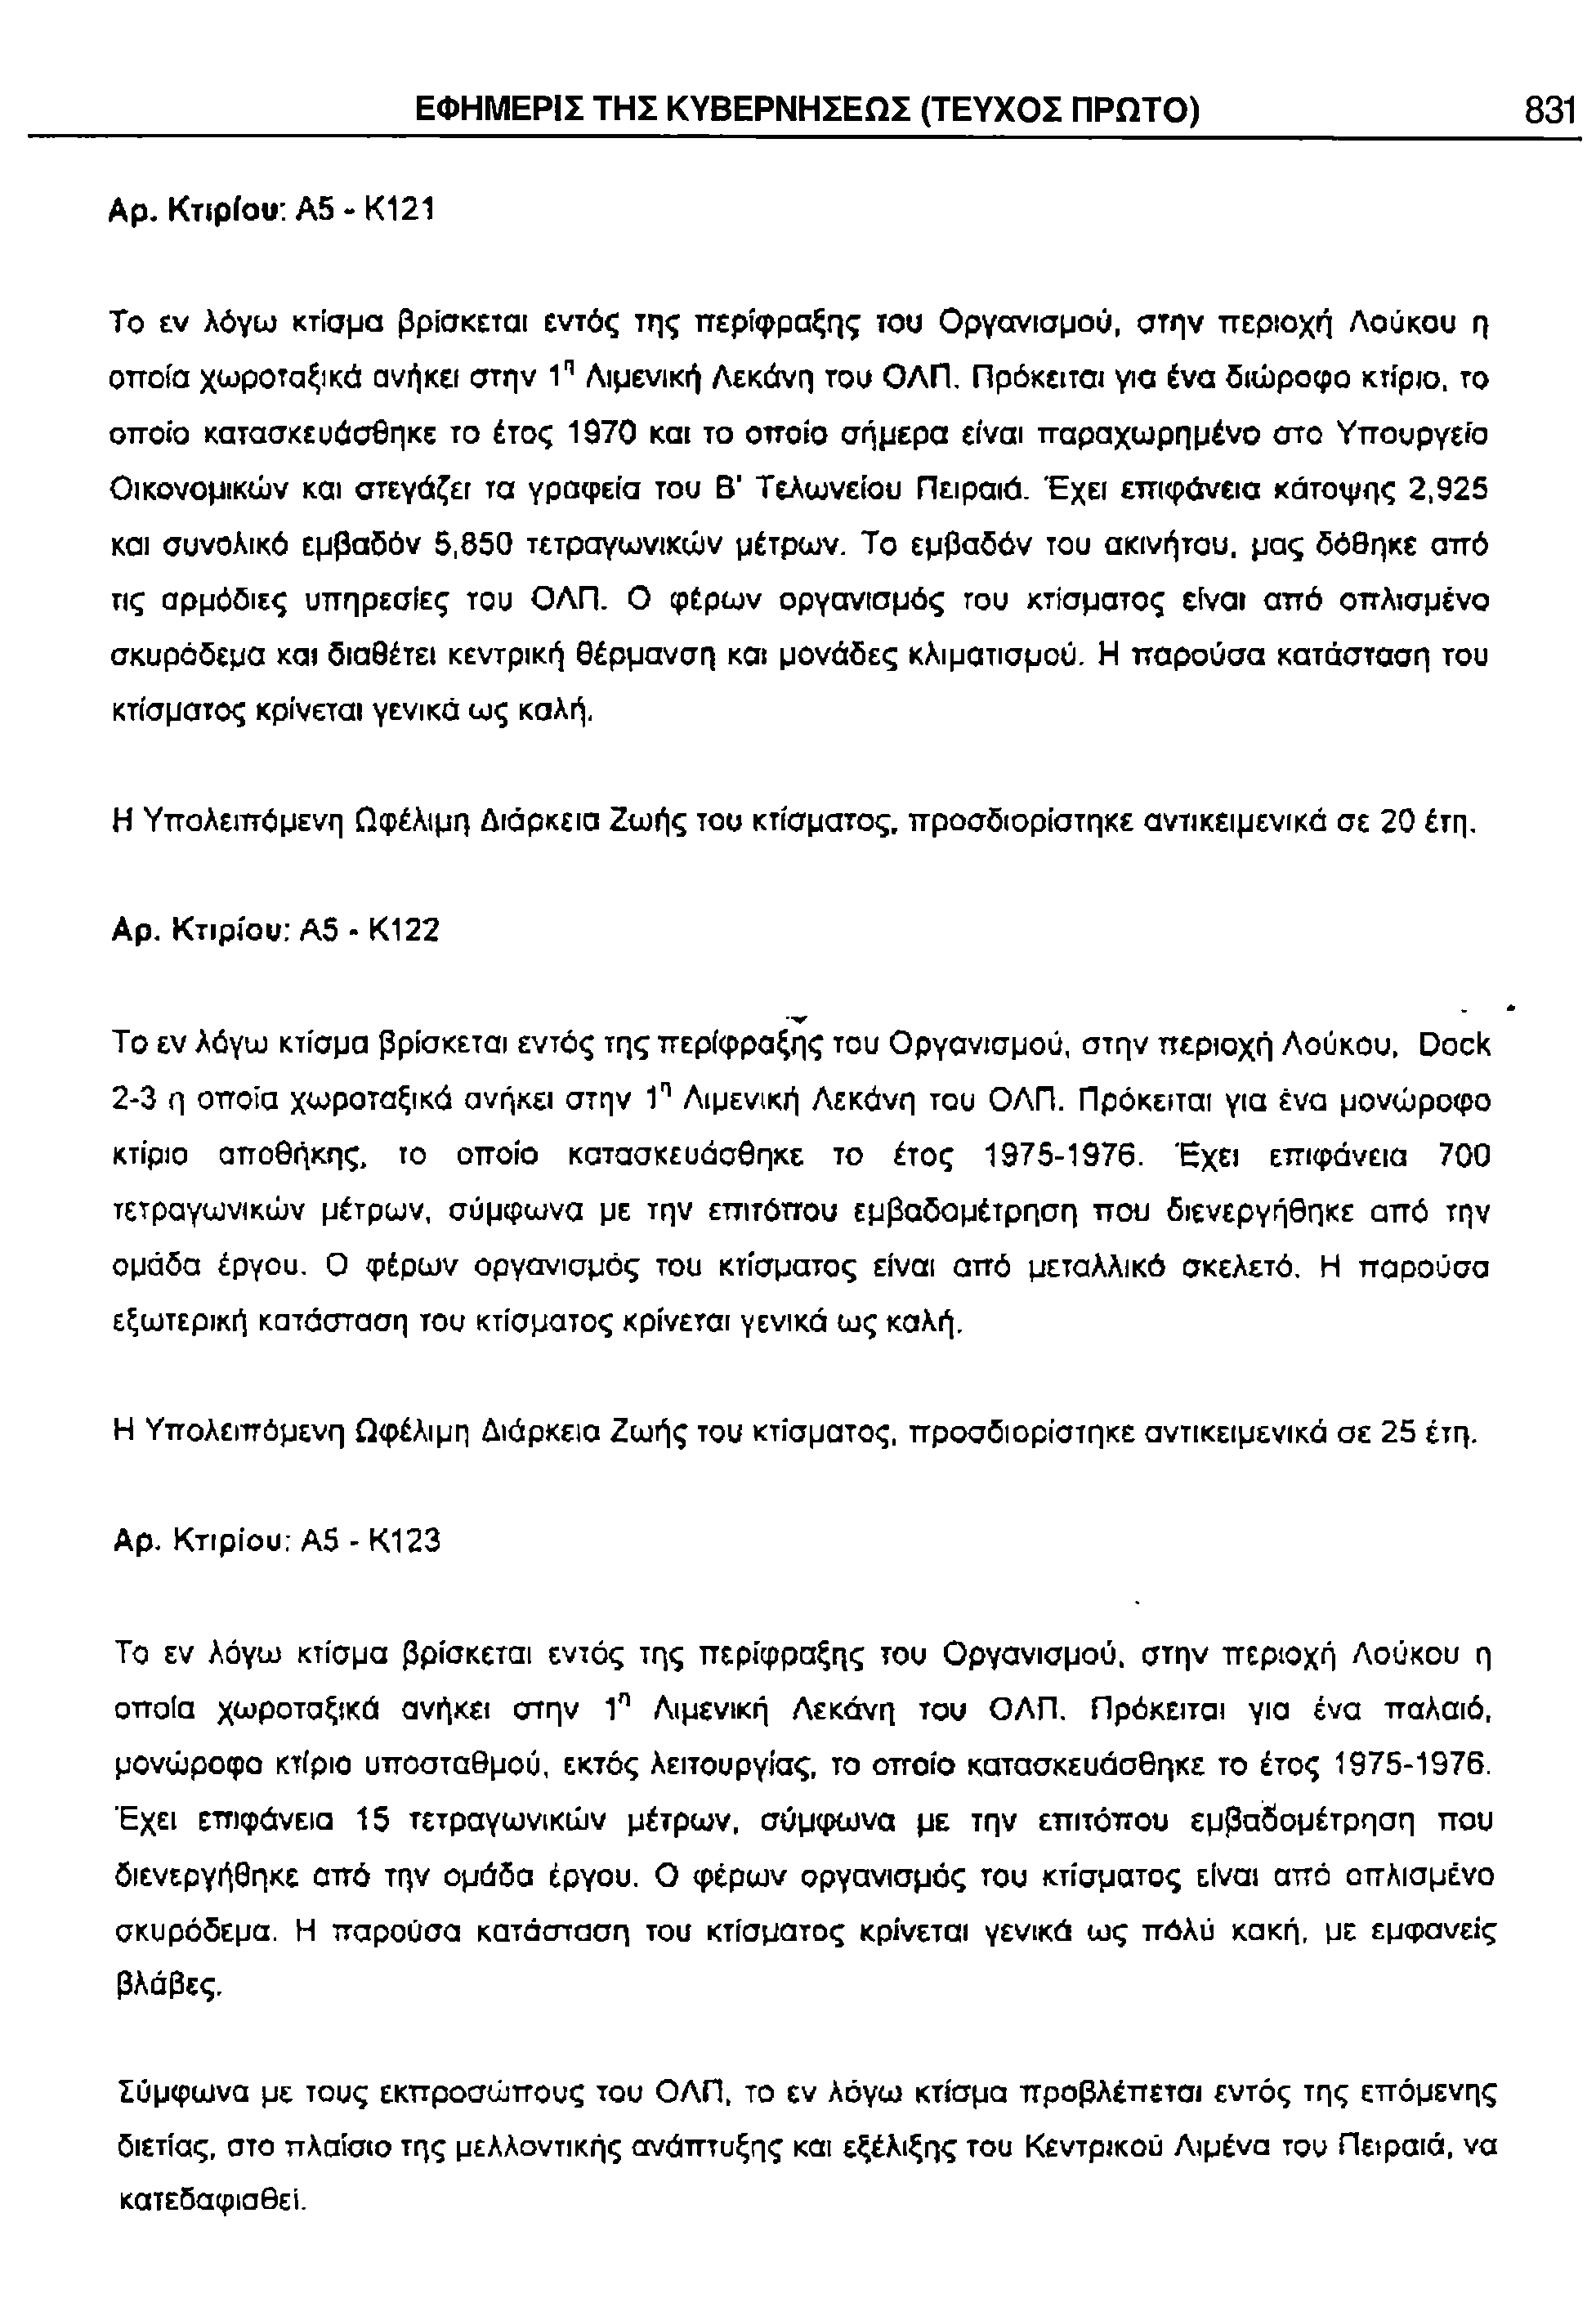 ΕΦΗΜΕΡΙΣ ΤΗΣ ΚΥΒΕΡΝΗΣΕΩΣ (ΤΕΥΧΟΣ ΠΡΩΤΟ) 831
Αρ. Κτιρίου: Α5 - Κ121
Το εν λόγω κτίσμα βρίσκεται εντός της περίφραξης του Οργανισμού, στην περιοχή Λούκου η
οποία χωροταξικά ανήκει στην 1η Λιμενική Λεκάνη του ΟΛΠ. Πρόκειται για ένα διώροφο κτίριο, το
οποίο κατασκευάσθηκε το έτος 1970 και το οποίο σήμερα είναι παραχωρημένο στο Υπουργείο
Οικονομικών και στεγάζει τα γραφεία του Β' Τελωνείου Πειραιά. Έχει επιφάνεια κάτοψης 2,925
και συνολικό εμβαδόν 5,850 τετραγωνικών μέτρων. Το εμβαδόν του ακινήτου, μας δόθηκε από
τις αρμόδιες υπηρεσίες του ΟΛΠ. Ο φέρων οργανισμός του κτίσματος είναι από οπλισμένο
σκυρόδεμα και διαθέτει κεντρική θέρμανση και μονάδες κλιματισμού. Η παρούσα κατάσταση του
κτίσματος κρίνεται γενικά ως καλή.
Η Υπολειπόμενη Ωφέλιμη Διάρκεια Ζωής του κτίσματος, προσδιορίστηκε αντικειμενικά σε 20 έτη.
Αρ. Κτιρίου: Α5 - Κ122
Το εν λόγω κτίσμα βρίσκεται εντός της περίφραξης του Οργανισμού, στην περιοχή Λούκου, Dock
2-3 η οποία χωροταξικά ανήκει στην 1η Λιμενική Λεκάνη του ΟΛΠ. Πρόκειται για ένα μονώροφο
κτίριο αποθήκης, το οποίο κατασκευάσθηκε το έτος 1975-1976. Έχει επιφάνεια 700
τετραγωνικών μέτρων, σύμφωνα με την επιτόπου εμβαδομέτρηση που διενεργήθηκε από την
ομάδα έργου. Ο φέρων οργανισμός του κτίσματος είναι από μεταλλικό σκελετό. Η παρούσα
εξωτερική κατάσταση του κτίσματος κρίνεται γενικά ως καλή.
Η Υπολειπόμενη Ωφέλιμη Διάρκεια Ζωής του κτίσματος, προσδιορίστηκε αντικειμενικά σε 25 έτη.
Αρ. Κτιρίου: Α5 - Κ123
Το εν λόγω κτίσμα βρίσκεται εντός της περίφραξης του Οργανισμού, στην περιοχή Λούκου η
οποία χωροταξικά ανήκει στην 1η Λιμενική Λεκάνη του ΟΛΠ. Πρόκειται για ένα παλαιό,
μονώροφο κτίριο υποσταθμού, εκτός λειτουργίας, το οποίο κατασκευάσθηκε το έτος 1975-1976.
Έχει επιφάνεια 15 τετραγωνικών μέτρων, σύμφωνα με την επιτόπου εμβαδομέτρηση που
διενεργήθηκε από την ομάδα έργου. Ο φέρων οργανισμός του κτίσματος είναι από οπλισμένο
σκυρόδεμα. Η παρούσα κατάσταση του κτίσματος κρίνεται γενικά ως πόλύ κακή, με εμφανείς
βλάβες.
Σύμφωνα με τους εκπροσώπους του ΟΛΠ, το εν λόγω κτίσμα προβλέπεται εντός της επόμενης
διετίας, στο πλαίσιο της μελλοντικής ανάπτυξης και εξέλιξης του Κεντρικού Λιμένα του Πειραιά, να
κατεδαφισθεί.